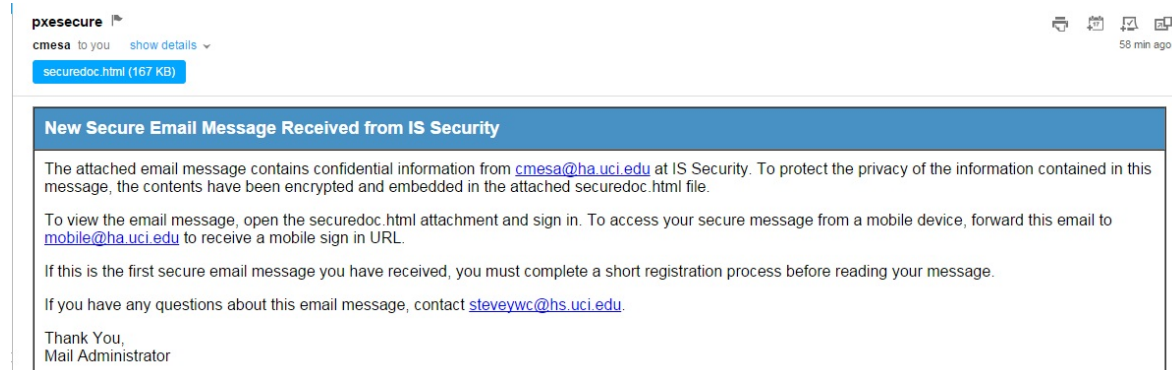 pxesecure
cmesa to you show details
58 min ago
securedoc.html (167 KB)
New Secure Email Message Received from IS Security
The attached email message contains confidential information from cmesa@ha.uci.edu at IS Security. To protect the privacy of the information contained in this
message, the contents have been encrypted and embedded in the attached securedoc.html file.
To view the email message, open the securedoc.html attachment and sign in. To access your secure message from a mobile device, forward this email to
mobile@ha.uci.edu to receive a mobile sign in URL.
If this is the first secure email message you have received, you must complete a short registration process before reading your message.
If you have any questions about this email message, contact steveywc@hs.uci.edu.
Thank You,
Mail Administrator